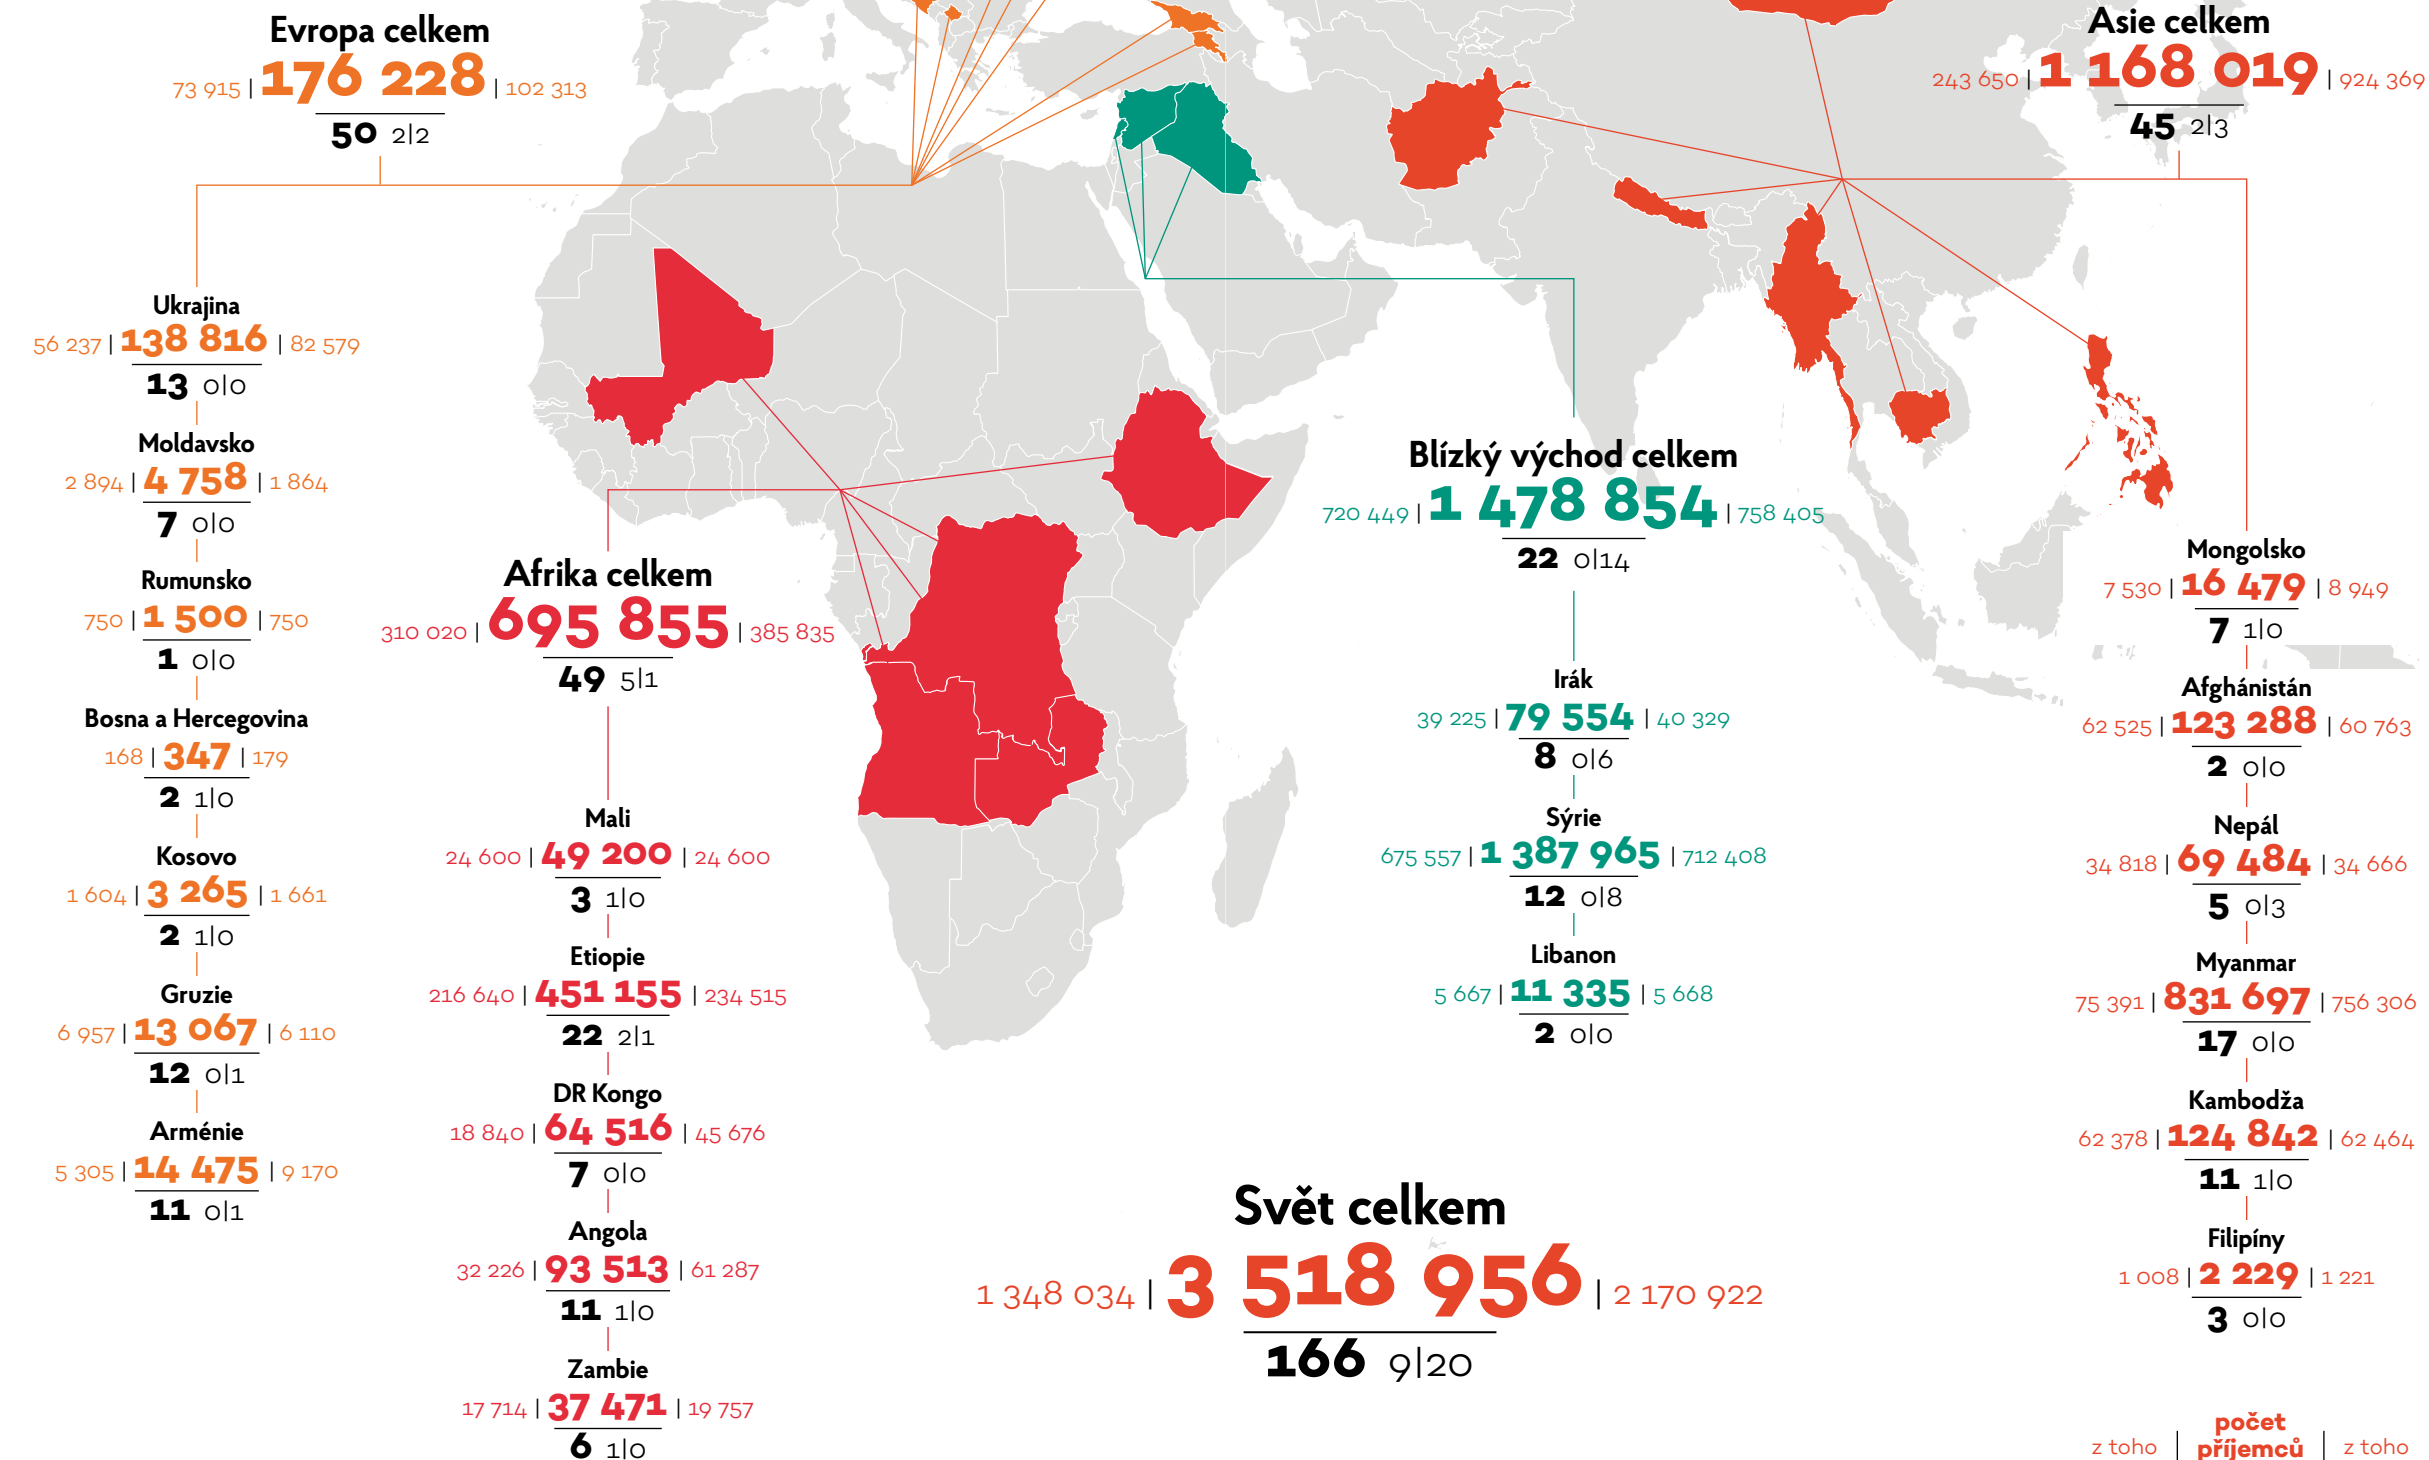 Evropa celkem
73 915 | 176 228 | 102 313
50 2|2
Ukrajina
56 237 | 138 816 | 82 579
13 0|0
Moldavsko
2 894 | 4 758 | 1 864
7 0|0
Rumunsko
750 | 1 500 | 750
1 0|0
Bosna a Hercegovina
168 | 347 | 179
2 1|0
Kosovo
1 604 | 3 265 | 1 661
2 1|0
Gruzie
6 957 | 13 067 | 6 110
12 0|1
Arménie
5 305 | 14 475 | 9 170
11 0|1
Afrika celkem
310 020 | 695 855 | 385 835
49 5|1
Mali
24 600 | 49 200 | 24 600
3 1|0
Etiopie
216 640 | 451 155 | 234 515
22 2|1
DR Kongo
18 840 | 64 516 | 45 676
7 0|0
Angola
32 226 | 93 513 | 61 287
11 1|0
Zambie
17 714 | 37 471 | 19 757
6 1|0
Blízký východ celkem
720 449 | 1 478 854 | 758 405
22 0|14
Irák
39 225 | 79 554 | 40 329
8 0|6
Sýrie
675 557 | 1 387 965 | 712 408
12 0|8
Libanon
5 667 | 11 335 | 5 668
2 0|0
Svět celkem
1 348 034 | 3 518 956 | 2 170 922
166 9|20
Asie celkem
243 650 | 1 168 019 | 924 369
45 2|3
Mongolsko
7 530 | 16 479 | 8 949
7 1|0
Afghánistán
62 525 | 123 288 | 60 763
2 0|0
Nepál
34 818 | 69 484 | 34 666
5 0|3
Myanmar
75 391 | 831 697 | 756 306
17 0|0
Kambodža
62 378 | 124 842 | 62 464
11 1|0
Filipíny
1 008 | 2 229 | 1 221
3 0|0
počet
z toho | příjemců | z toho